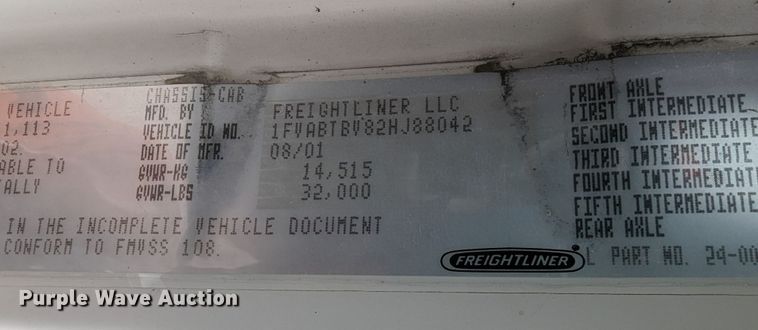 VEHICLE
1,113
02.
ABLE TO
ALLY
CHASSIS-CAB
MFD. BY FREIGHTLINER LLC
VEHICLE ID NO.. 1FVABTBV82HJ88042
DATE OF MFR. 08/01
GVWR-KG 14,515
GVWR-LBS 32,000
IN THE INCOMPLETE VEHICLE DOCUMENT
CONFORM TO FMVSS 108.
FRONT AXLE
FIRST INTERMEDIATE
SECOND INTERMEDIATE
THIRD INTERMEDIATE
FOURTH INTERMEDIAT
FIFTH INTERMEDIATE
REAR AXLE
FREIGHTLINER
L PART NO. 24-00
Purple Wave Auction